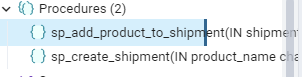 Procedures (2)
{ } sp_add_product_to_shipment(IN shipment
{ } sp_create_shipment(IN product_name cha